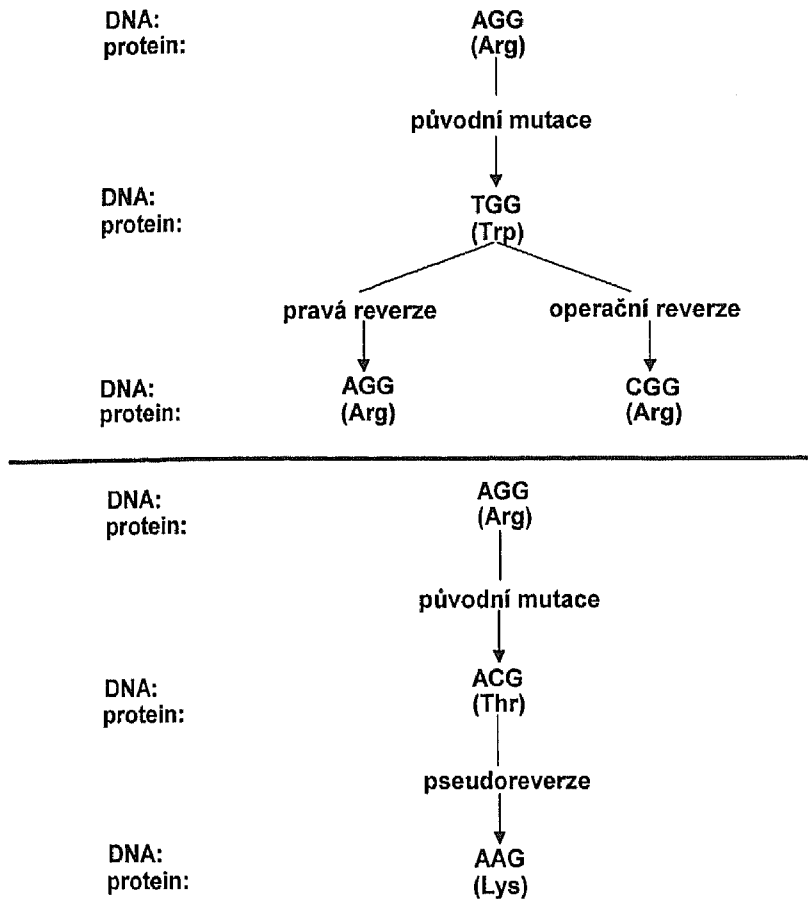 DNA: AGG
protein: (Arg)
původní mutace
DNA: TGG
protein: (Trp)
pravá reverze operační reverze
DNA: AGG CGG
protein: (Arg) (Arg)
DNA: AGG
protein: (Arg)
původní mutace
DNA: ACG
protein: (Thr)
pseudoreverze
DNA: AAG
protein: (Lys)